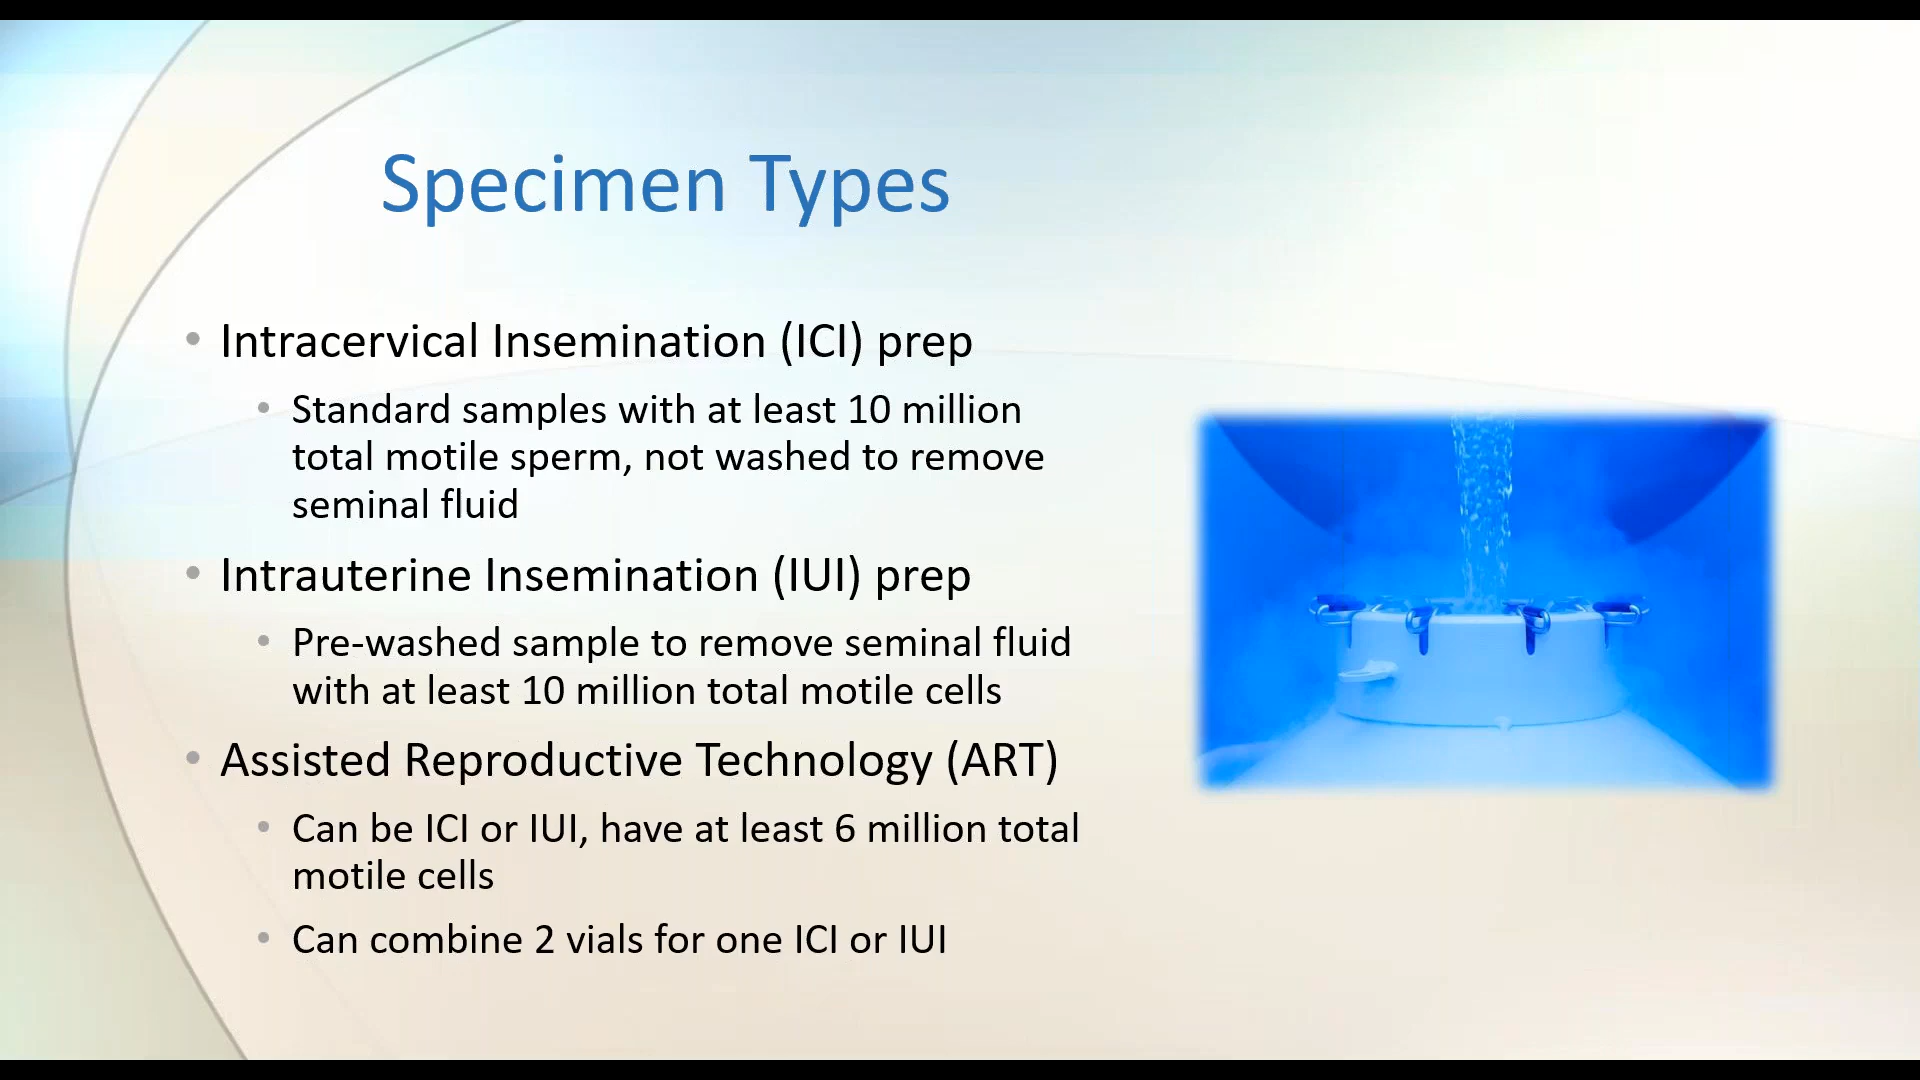 Specimen Types
• Intracervical Insemination (ICI) prep
• Standard samples with at least 10 million
total motile sperm, not washed to remove
seminal fluid
• Intrauterine Insemination (IUI) prep
• Pre-washed sample to remove seminal fluid
with at least 10 million total motile cells
• Assisted Reproductive Technology (ART)
• Can be ICI or IUI, have at least 6 million total
motile cells
• Can combine 2 vials for one ICI or IUI